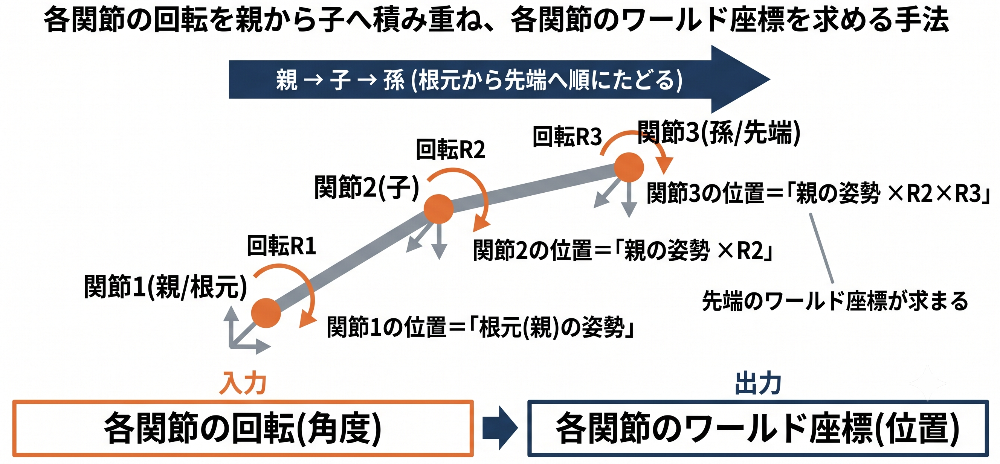 各関節の回転を親から子へ積み重ね、各関節のワールド座標を求める手法
親 → 子 → 孫 (根元から先端へ順にたどる)
回転R3
関節3(孫/先端)
回転R2
関節2(子)
関節3の位置＝｢親の姿勢 ×R2×R3｣
回転R1
関節2の位置＝｢親の姿勢 ×R2｣
関節1(親/根元)
先端のワールド座標が求まる
関節1の位置＝｢根元(親)の姿勢｣
入力
出力
各関節の回転(角度)
各関節のワールド座標(位置)